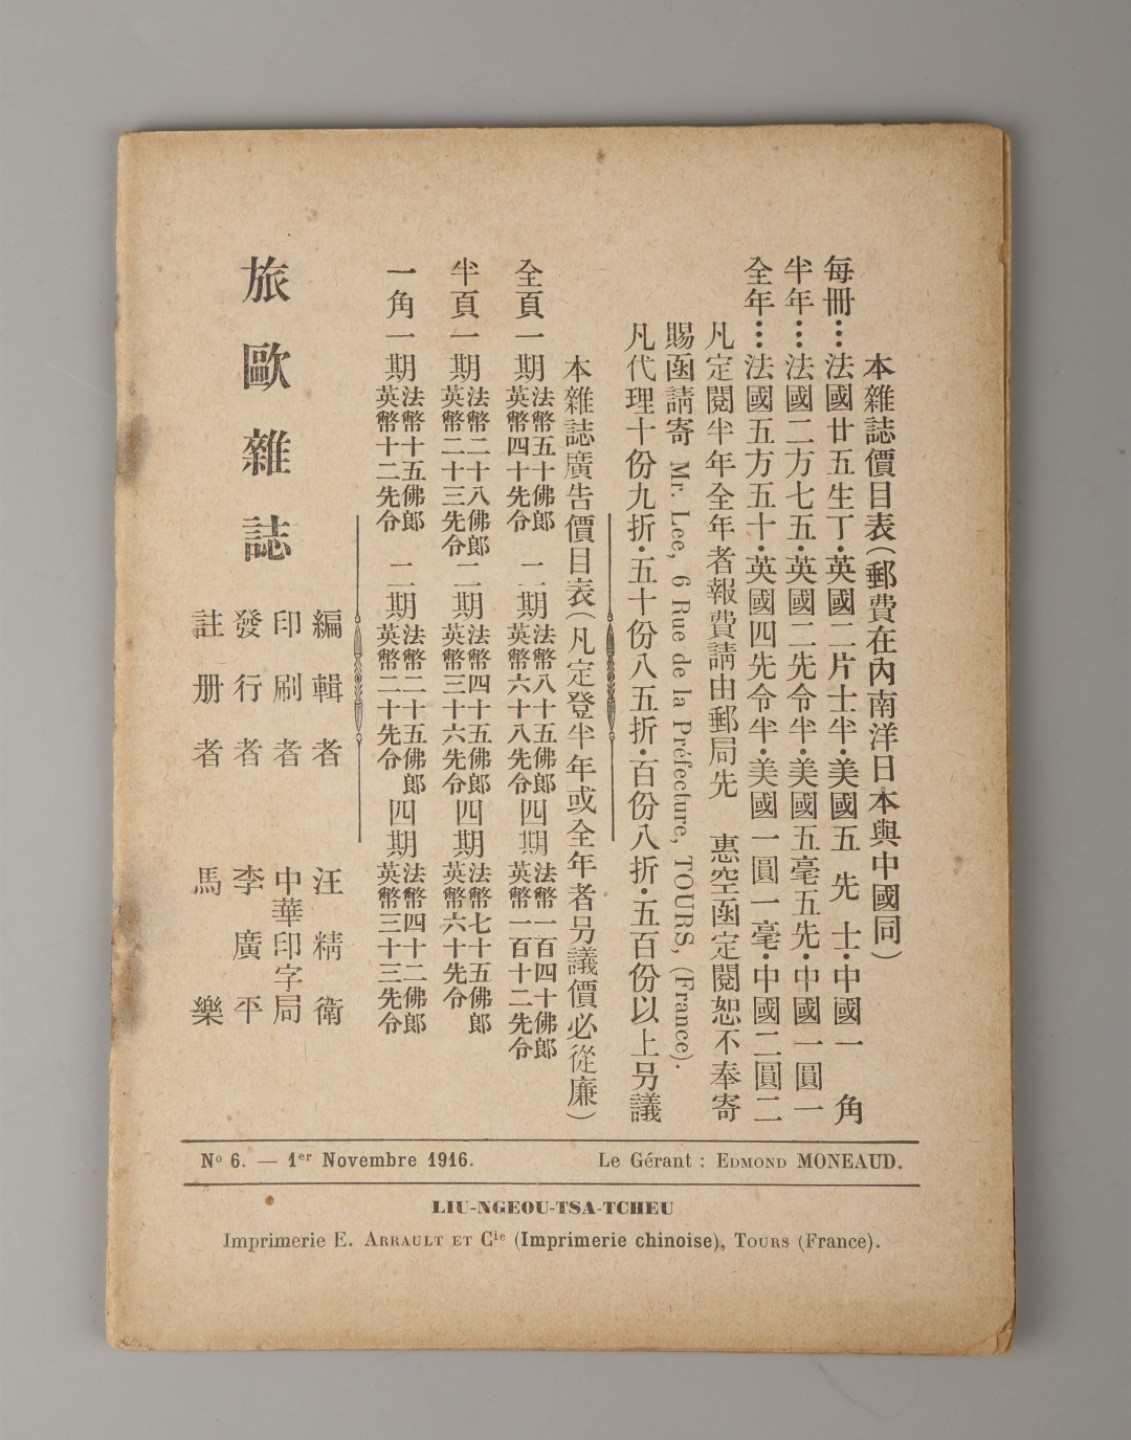 本雜誌價目表(郵費在內南洋日本與中國同)
每冊…法國廿五生丁·英國二片士半·美國五先士·中國一角
半年…法國二方七五·英國二先令半·美國五毫五先·中國一圓一
全年…法國五方五十·英國四先令半·美國一圓一毫·中國二圓二
凡定閱半年全年者報費請由郵局先惠空函定閱恕不奉寄
賜函請寄 Mr. Lee, 6 Rue de la Préfecture, TOURS, (France).
凡代理十份九折·五十份八五折·百份八折·五百份以上另議
本雜誌廣告價目表(凡定登半年或全年者另議價必從廉)
全頁一期法幣五十佛郎英幣四十先令 二期法幣八十五佛郎英幣六十八先令 四期法幣一百四十佛郎英幣一百十二先令
半頁一期法幣二十八佛郎英幣二十三先令 二期法幣四十五佛郎英幣三十六先令 四期法幣七十五佛郎英幣六十先令
一角一期法幣十五佛郎英幣十二先令 二期法幣二十五佛郎英幣二十先令 四期法幣四十二佛郎英幣三十三先令
編輯者 汪精衛
印刷者 中華印字局
發行者 李廣平
註册者 馬樂
旅歐雜誌
Nº 6. — 1er Novembre 1916. Le Gérant : EDMOND MONEAUD.
LIU-NGEOU-TSA-TCHEU
Imprimerie E. ARRAULT ET Cie (Imprimerie chinoise), TOURS (France).